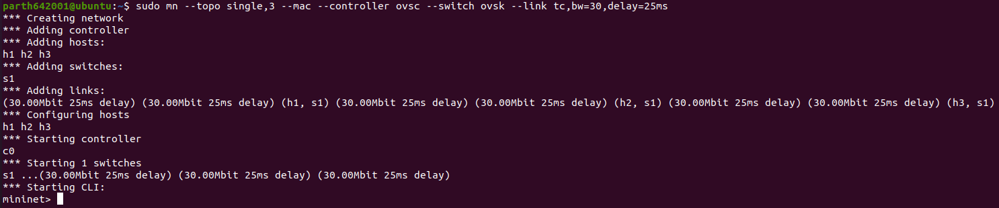 parth642001@ubuntu:~$ sudo mn --topo single,3 --mac --controller ovsc --switch ovsk --link tc,bw=30,delay=25ms
*** Creating network
*** Adding controller
*** Adding hosts:
h1 h2 h3
*** Adding switches:
s1
*** Adding links:
(30.00Mbit 25ms delay) (30.00Mbit 25ms delay) (h1, s1) (30.00Mbit 25ms delay) (30.00Mbit 25ms delay) (h2, s1) (30.00Mbit 25ms delay) (30.00Mbit 25ms delay) (h3, s1)
*** Configuring hosts
h1 h2 h3
*** Starting controller
c0
*** Starting 1 switches
s1 ...(30.00Mbit 25ms delay) (30.00Mbit 25ms delay) (30.00Mbit 25ms delay)
*** Starting CLI:
mininet>